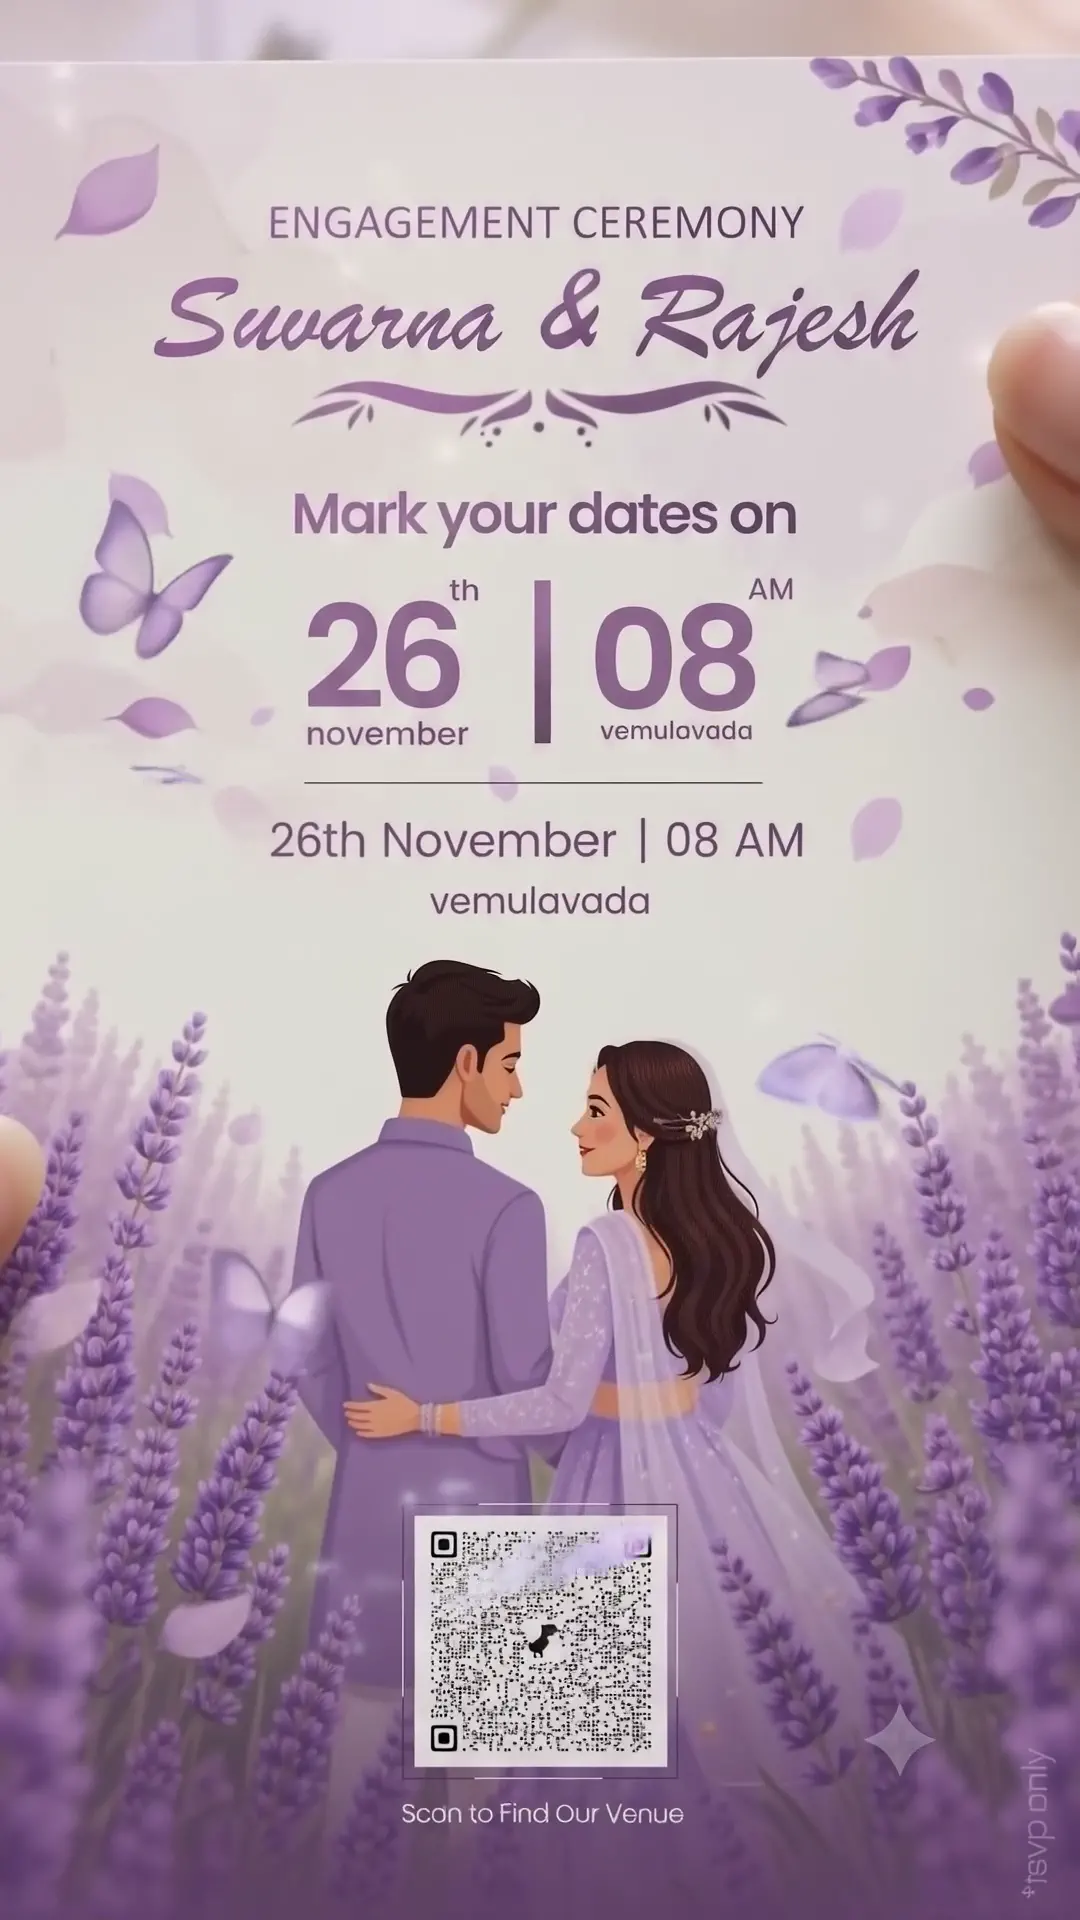 ENGAGEMENT CEREMONY
Suvarna & Rajesh
Mark your dates on
26th | 08 AM
november vemulavada
26th November | 08 AM
vemulavada
Scan to Find Our Venue
*rsvp only